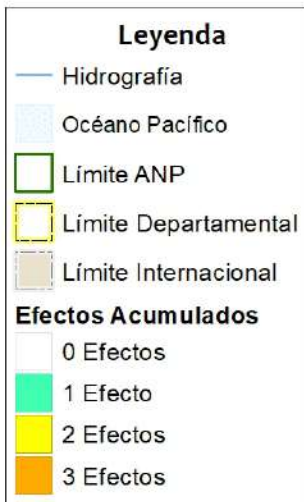 Leyenda
Hidrografía
Océano Pacífico
Límite ANP
Límite Departamental
Límite Internacional
Efectos Acumulados
0 Efectos
1 Efecto
2 Efectos
3 Efectos